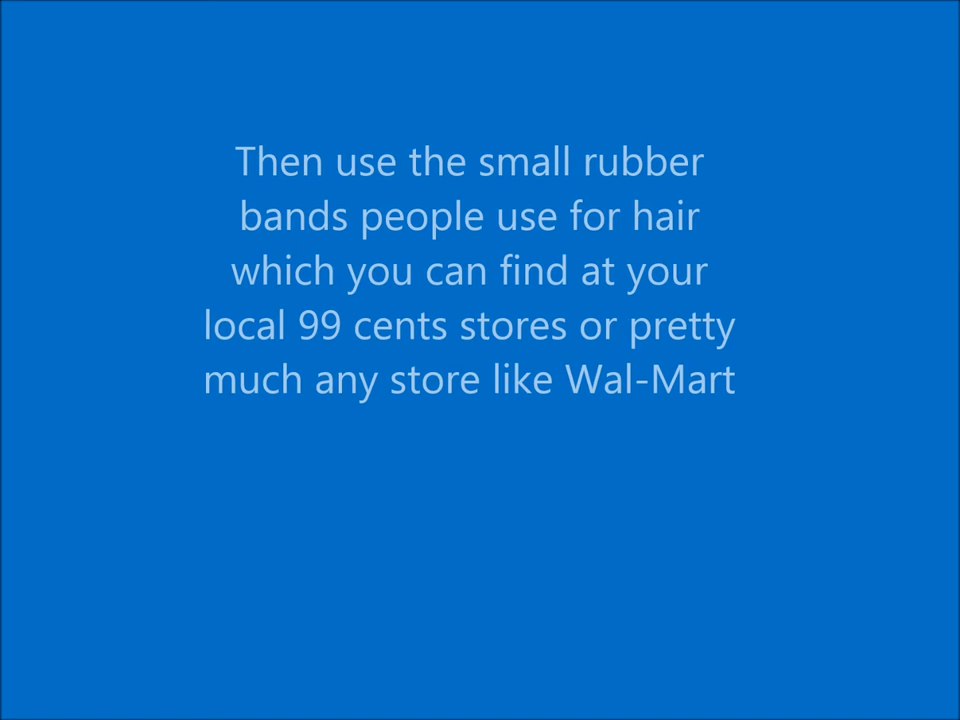 Then use the small rubber
bands people use for hair
which you can find at your
local 99 cents stores or pretty
much any store like Wal-Mart